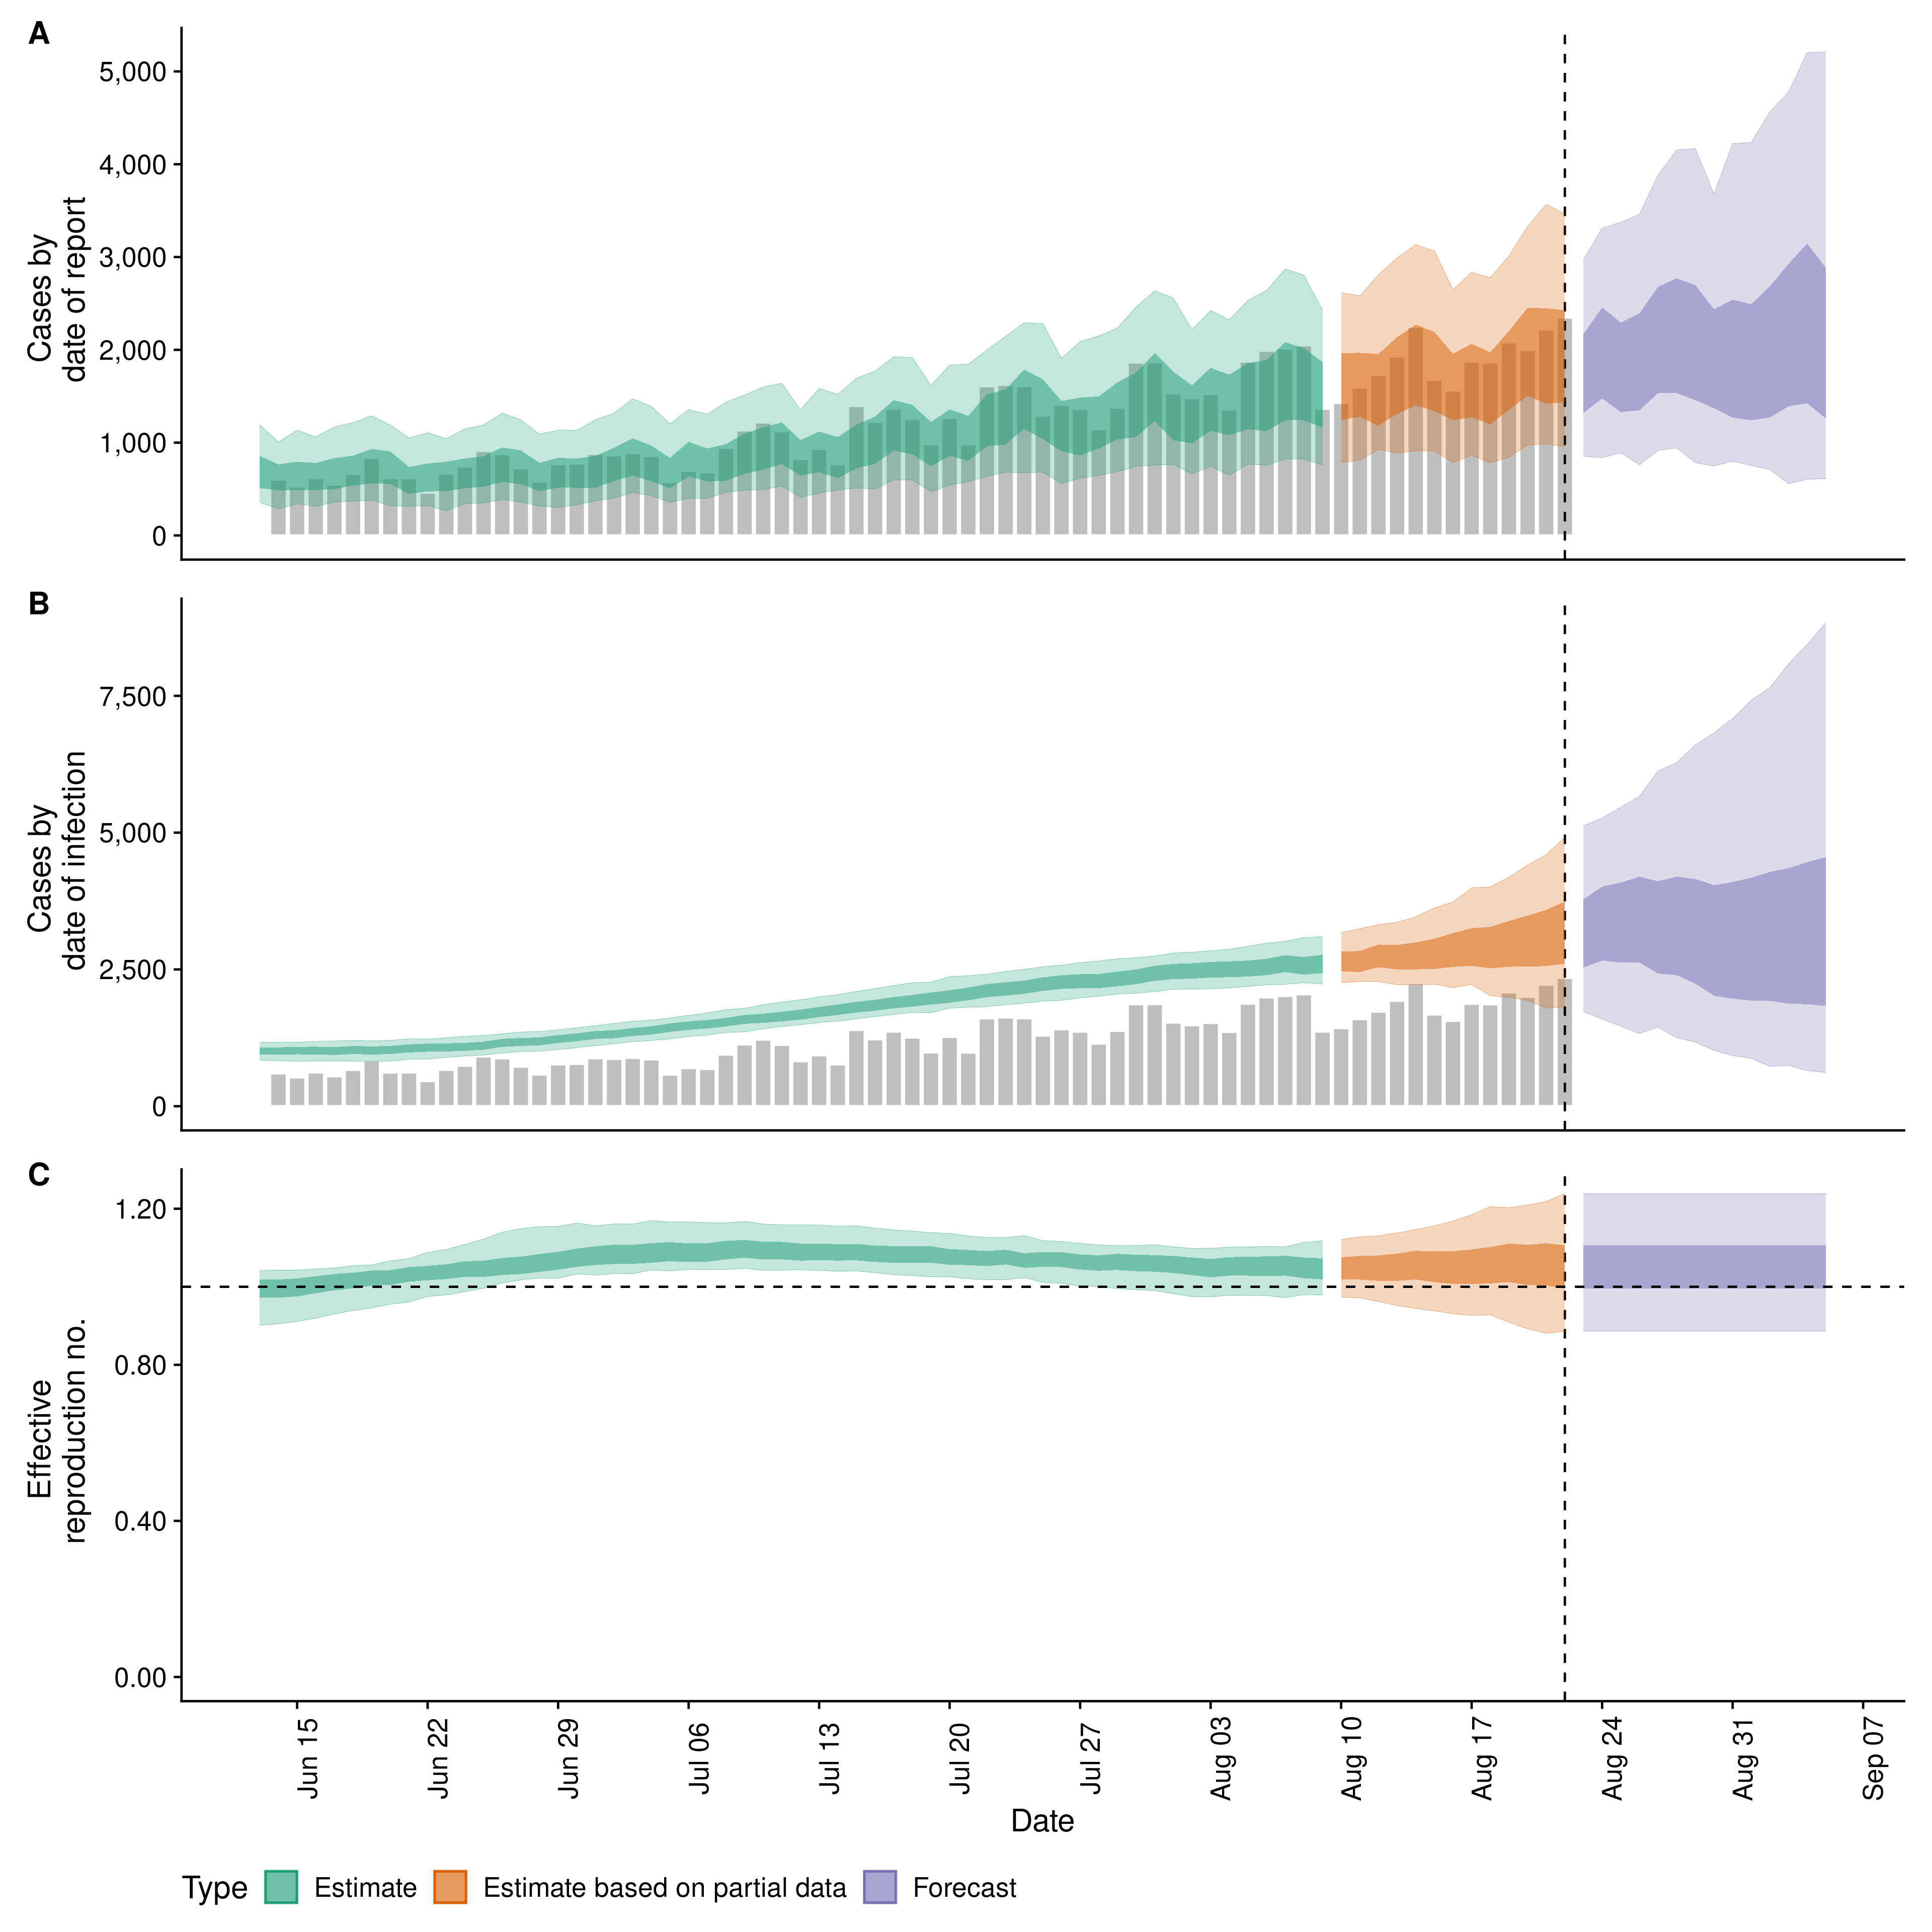 A
5,000
4,000
3,000
2,000
1,000
0
Cases by
date of report
B
7,500
5,000
2,500
0
Cases by
date of infection
C
1.20
0.80
0.40
0.00
Effective
reproduction no.
Jun 15
Jun 22
Jun 29
Jul 06
Jul 13
Jul 20
Jul 27
Aug 03
Aug 10
Aug 17
Aug 24
Aug 31
Sep 07
Date
Type Estimate Estimate based on partial data Forecast